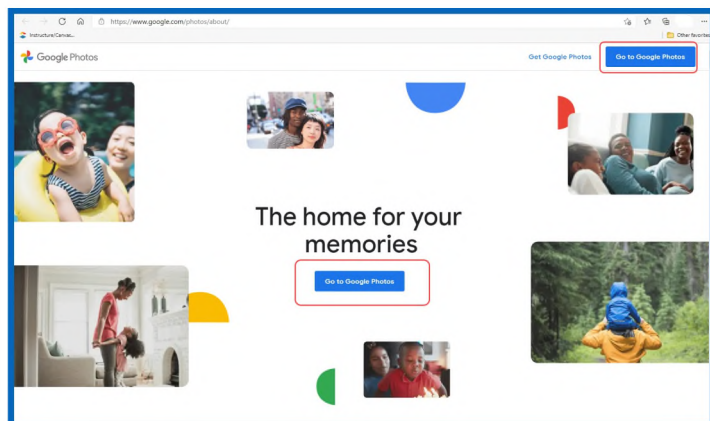 https://www.google.com/photos/about/
Instructure/Canvas...
Other favorites
Google Photos
Get Google Photos
Go to Google Photos
The home for your
memories
Go to Google Photos